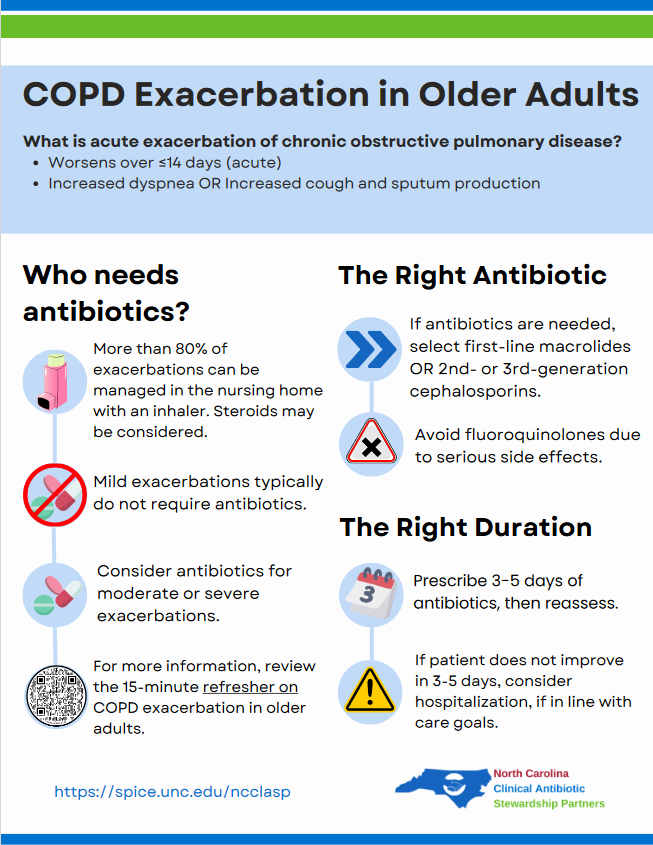 COPD Exacerbation in Older Adults
What is acute exacerbation of chronic obstructive pulmonary disease?
• Worsens over ≤14 days (acute)
• Increased dyspnea OR Increased cough and sputum production
Who needs
antibiotics?
More than 80% of
exacerbations can be
managed in the nursing home
with an inhaler. Steroids may
be considered.
Mild exacerbations typically
do not require antibiotics.
Consider antibiotics for
moderate or severe
exacerbations.
For more information, review
the 15-minute refresher on
COPD exacerbation in older
adults.
https://spice.unc.edu/ncclasp
The Right Antibiotic
If antibiotics are needed,
select first-line macrolides
OR 2nd- or 3rd-generation
cephalosporins.
Avoid fluoroquinolones due
to serious side effects.
The Right Duration
3
Prescribe 3-5 days of
antibiotics, then reassess.
If patient does not improve
in 3-5 days, consider
hospitalization, if in line with
care goals.
North Carolina
Clinical Antibiotic
Stewardship Partners